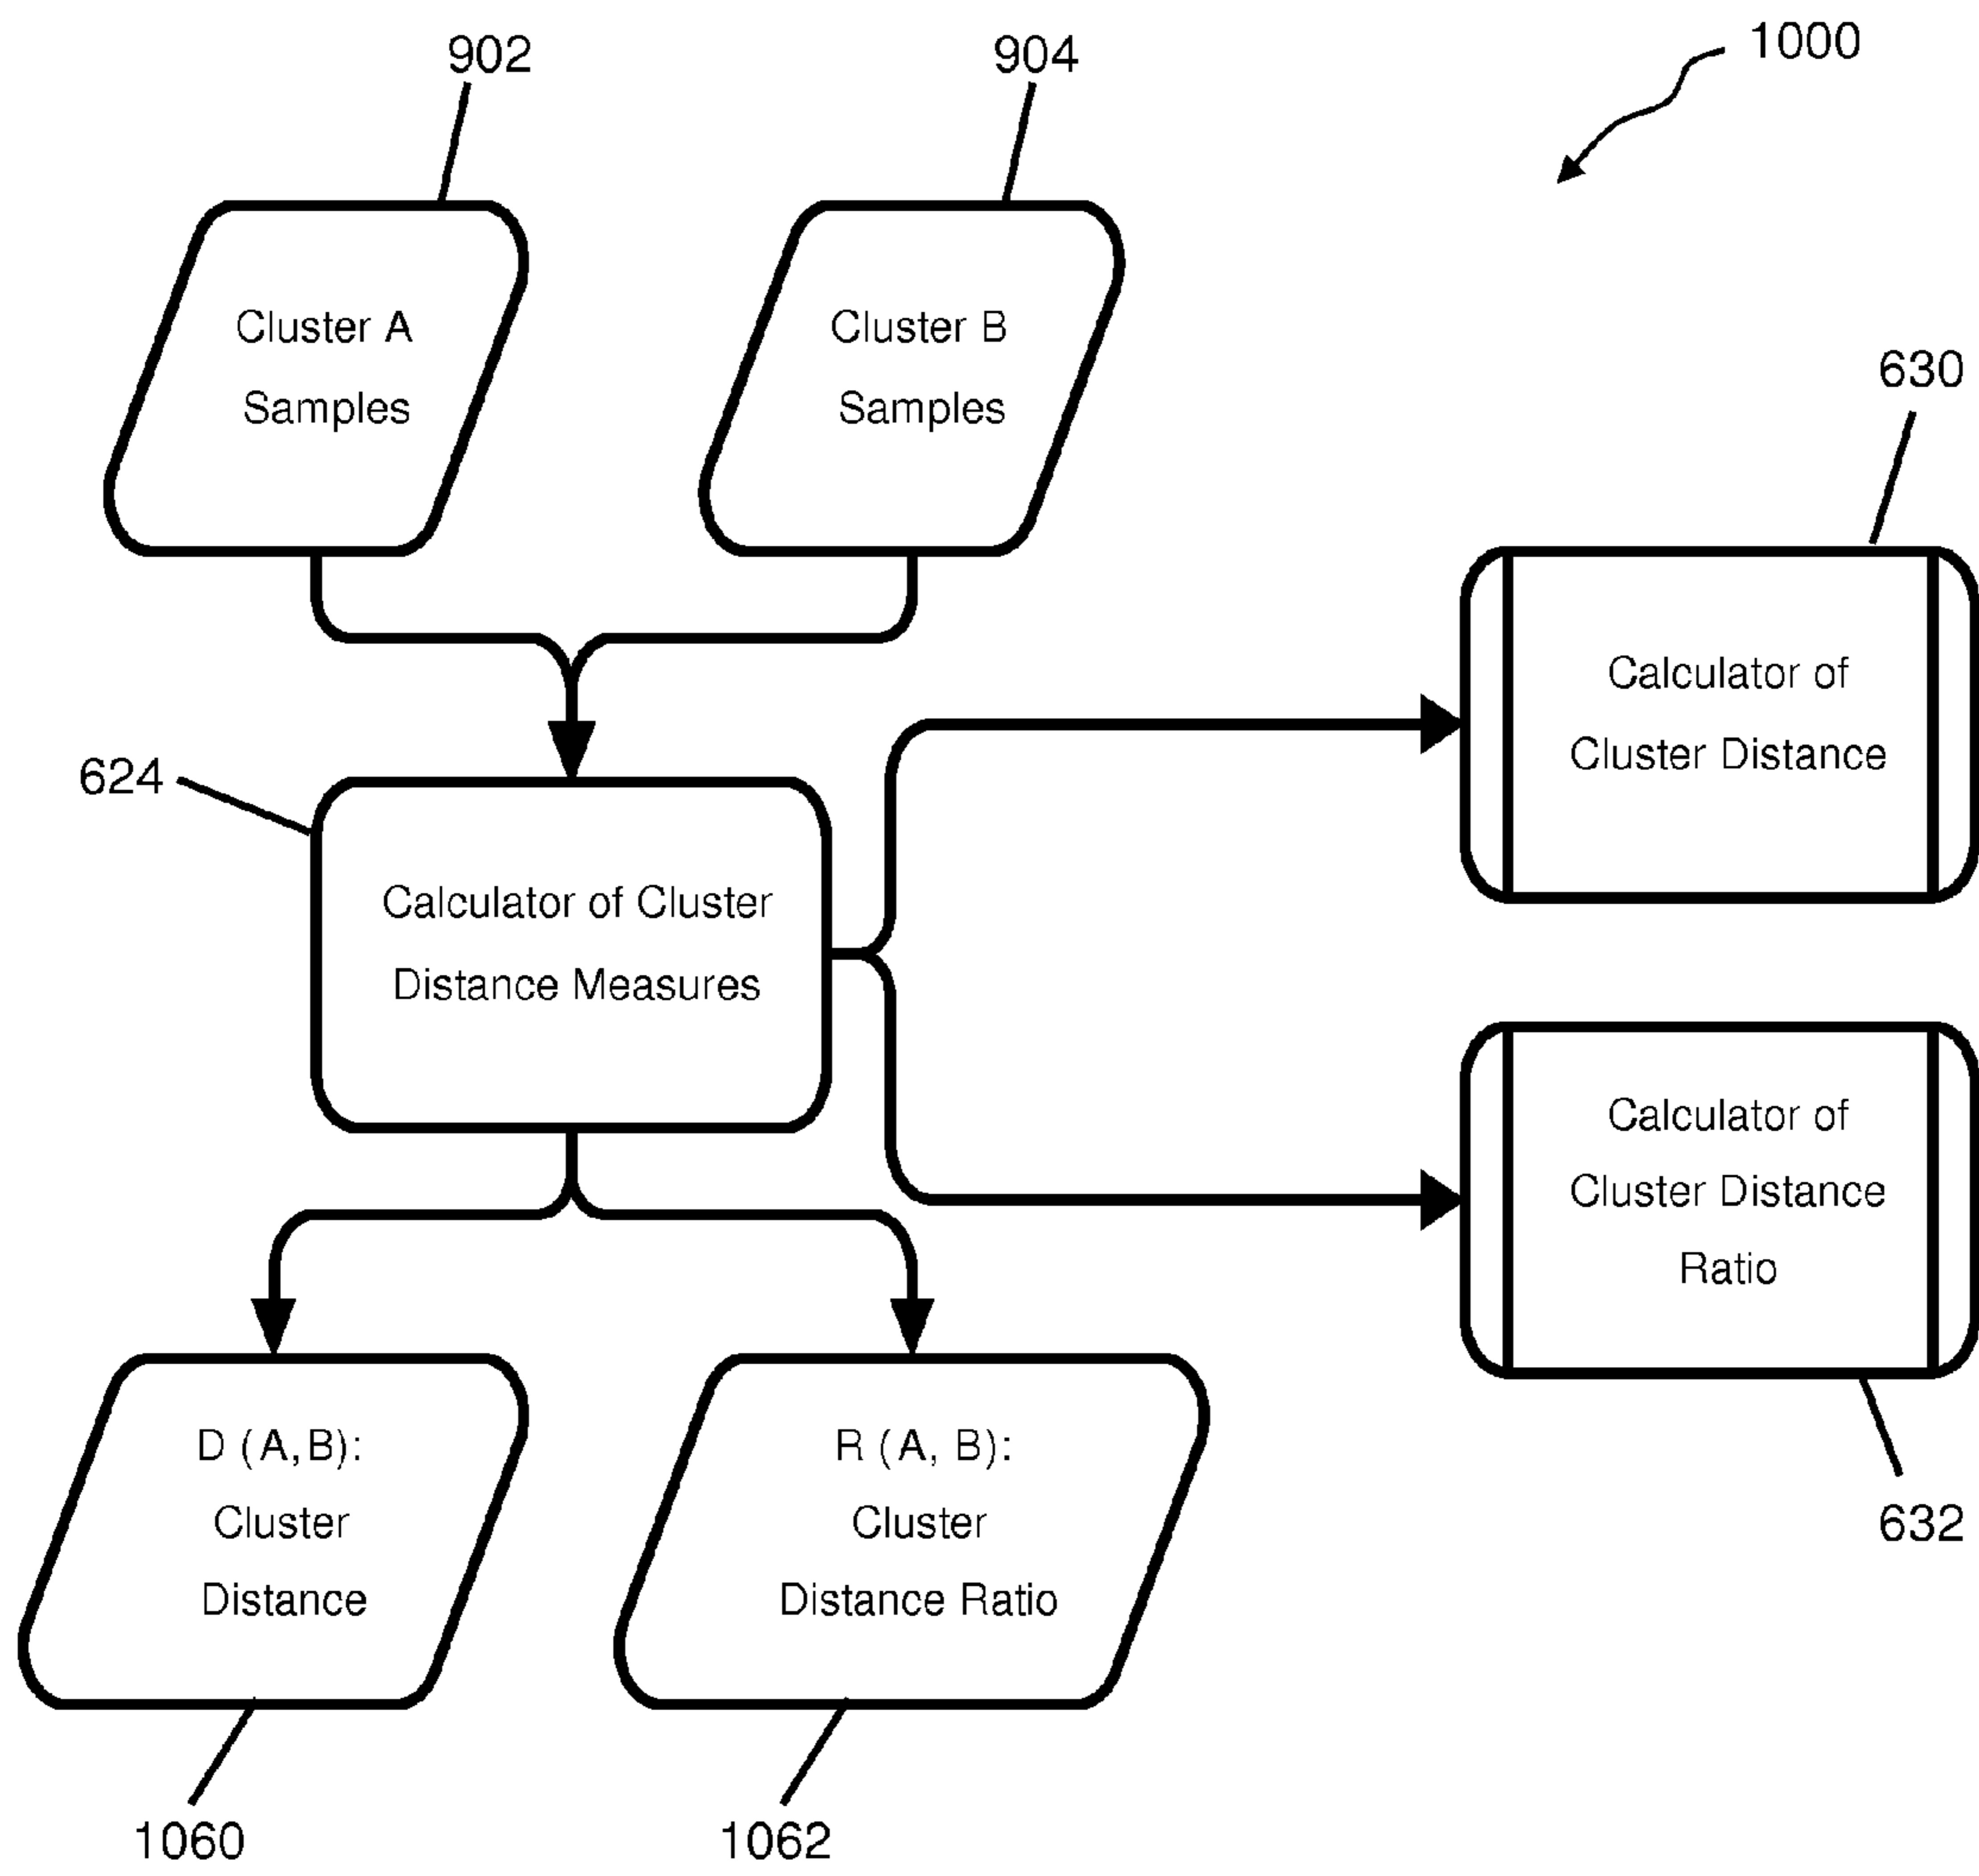 902
904
1000
Cluster A
Samples
Cluster B
Samples
630
Calculator of
Cluster Distance
624
Calculator of Cluster
Distance Measures
Calculator of
Cluster Distance
Ratio
632
D (A,B):
Cluster
Distance
R (A, B):
Cluster
Distance Ratio
1060
1062